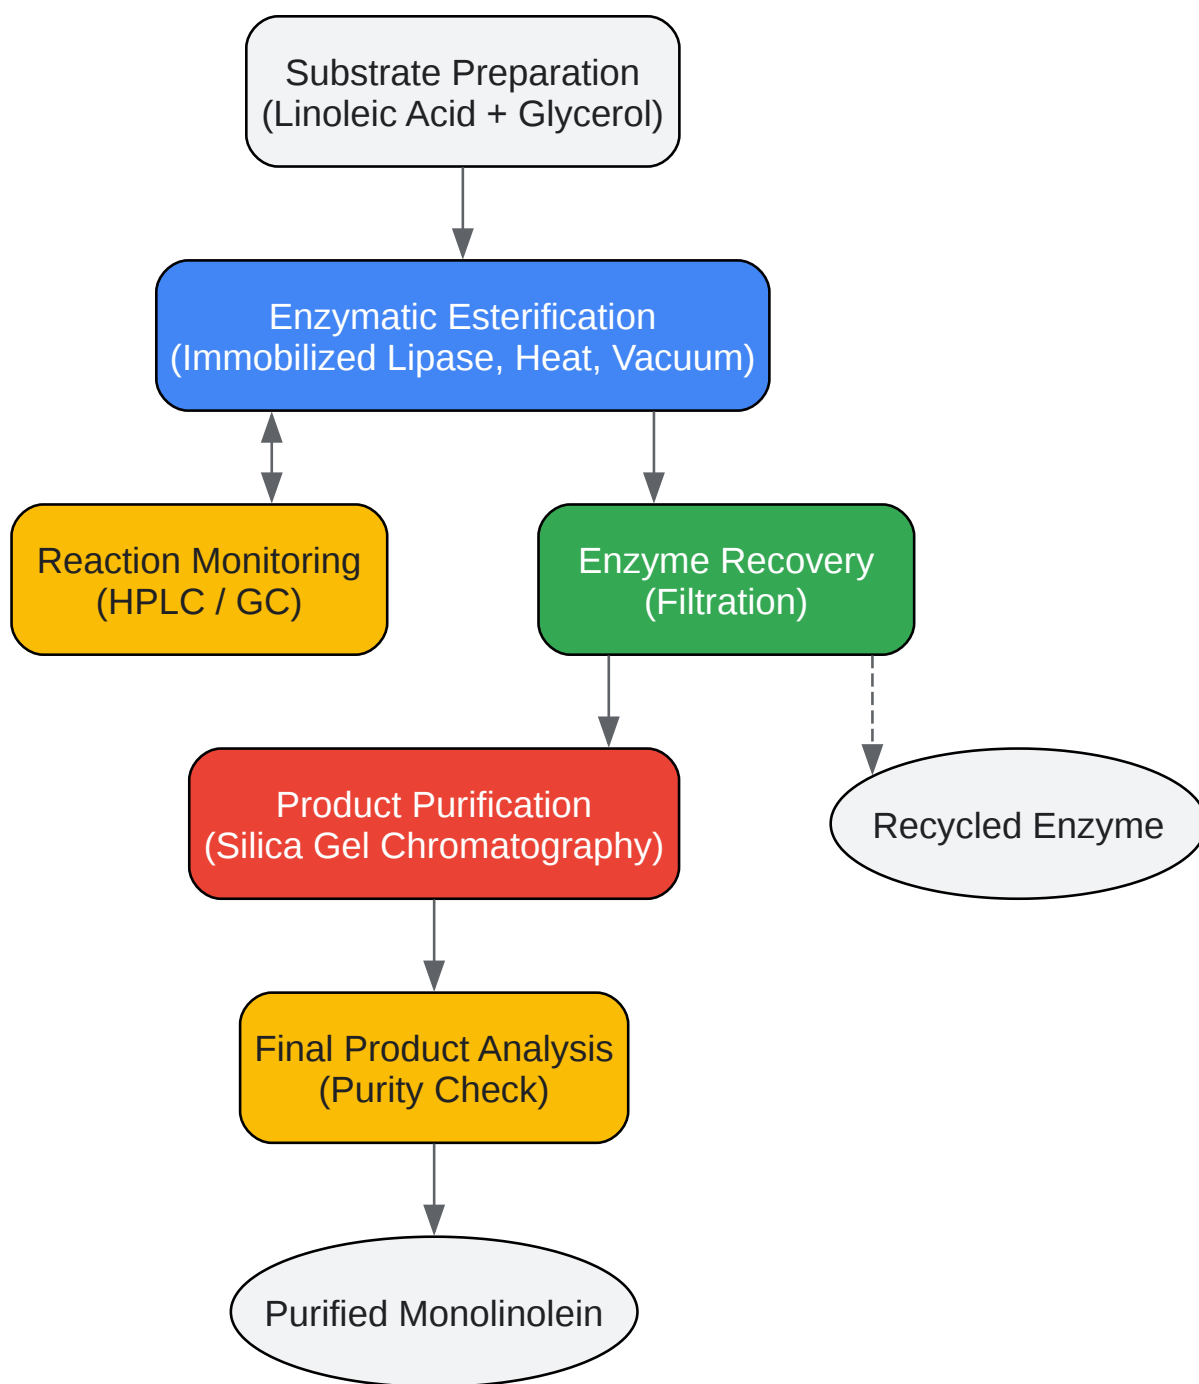 Substrate Preparation
(Linoleic Acid + Glycerol)
Enzymatic Esterification
(Immobilized Lipase, Heat, Vacuum)
Reaction Monitoring
(HPLC / GC)
Enzyme Recovery
(Filtration)
Product Purification
(Silica Gel Chromatography)
Recycled Enzyme
Final Product Analysis
(Purity Check)
Purified Monolinolein